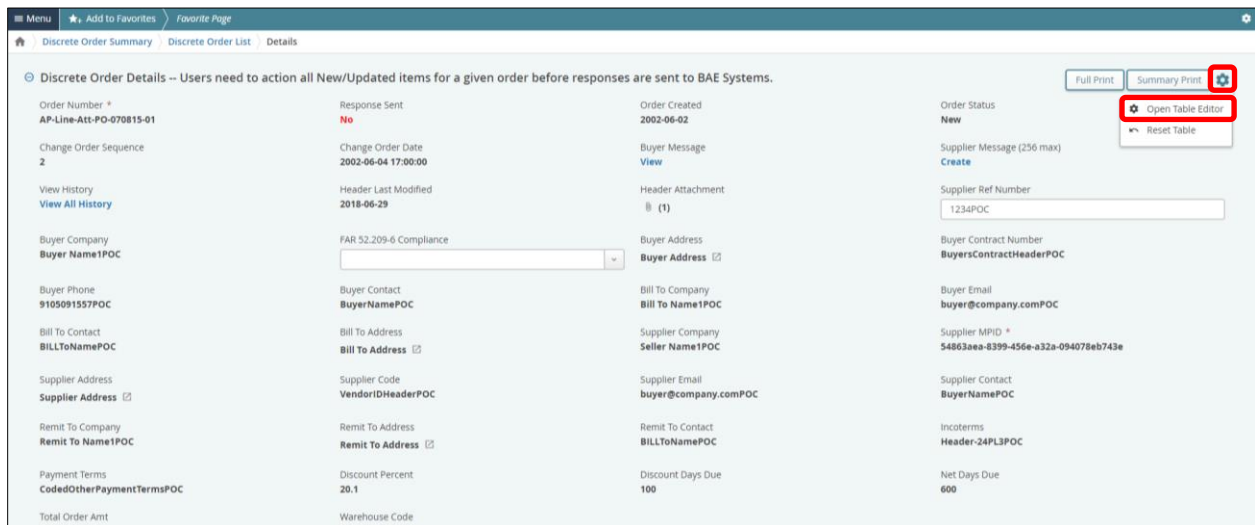 Menu Add to Favorites Favorite Page
Discrete Order Summary Discrete Order List Details
Discrete Order Details -- Users need to action all New/Updated items for a given order before responses are sent to BAE Systems. Full Print Summary Print
Open Table Editor
Reset Table
Order Number * Response Sent Order Created Order Status
AP-Line-Att-PO-070815-01 No 2002-06-02 New
Change Order Sequence Change Order Date Buyer Message Supplier Message (256 max)
2 2002-06-04 17:00:00 View Create
View History Header Last Modified Header Attachment Supplier Ref Number
View All History 2018-06-29 (1) 1234POC
Buyer Company FAR 52.209-6 Compliance Buyer Address Buyer Contract Number
Buyer Name1POC Buyer Address BuyersContractHeaderPOC
Buyer Phone Buyer Contact Bill To Company Buyer Email
9105091557POC BuyerNamePOC Bill To Name1POC buyer@company.comPOC
Bill To Contact Bill To Address Supplier Company Supplier MPID *
BILLToNamePOC Bill To Address Seller Name1POC 54863aea-8399-456e-a32a-094078eb743e
Supplier Address Supplier Code Supplier Email Supplier Contact
Supplier Address VendorIDHeaderPOC buyer@company.comPOC BuyerNamePOC
Remit To Company Remit To Address Remit To Contact Incoterms
Remit To Name1POC Remit To Address BILLToNamePOC Header-24PL3POC
Payment Terms Discount Percent Discount Days Due Net Days Due
CodedOtherPaymentTermsPOC 20.1 100 600
Total Order Amt Warehouse Code